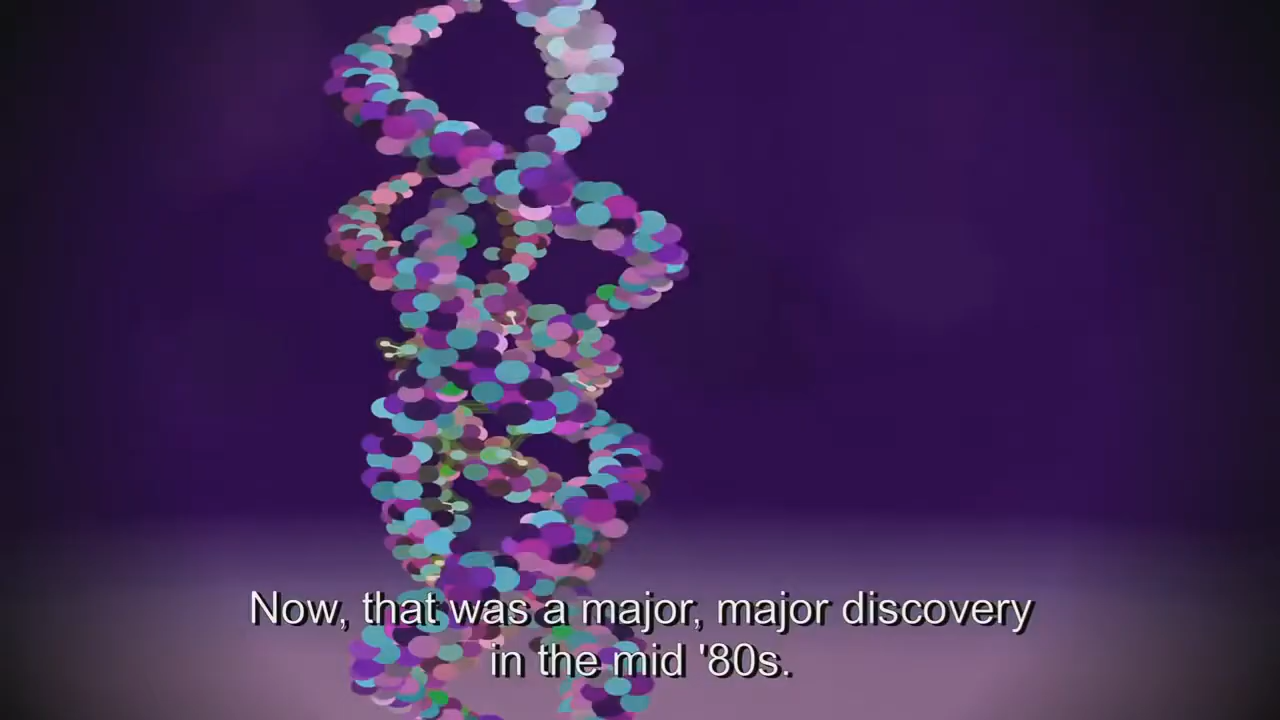 Now, that was a major, major discovery
in the mid '80s.